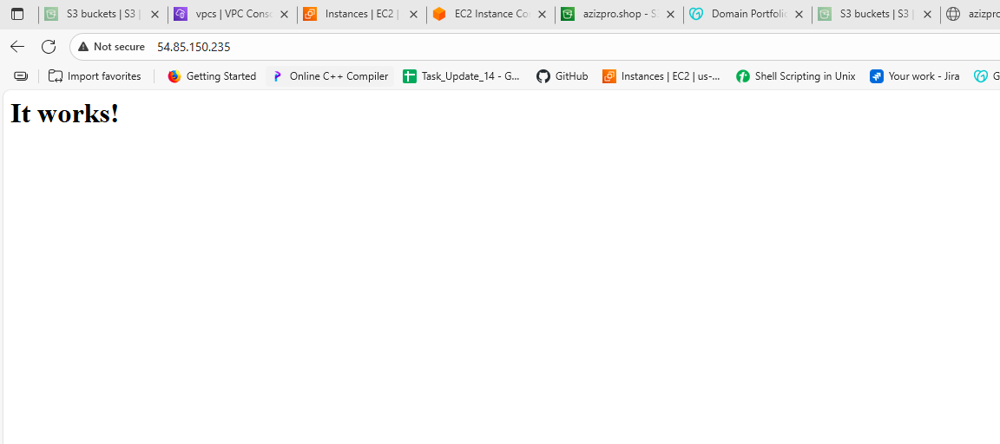 S3 buckets | S3 | vpcs | VPC Consc Instances | EC2 | EC2 Instance Co azizpro.shop - S Domain Portfolio S3 buckets | S3 | azizpro
Not secure 54.85.150.235
Import favorites Getting Started Online C++ Compiler Task_Update_14 - G... GitHub Instances | EC2 | us-... Shell Scripting in Unix Your work - Jira G
It works!